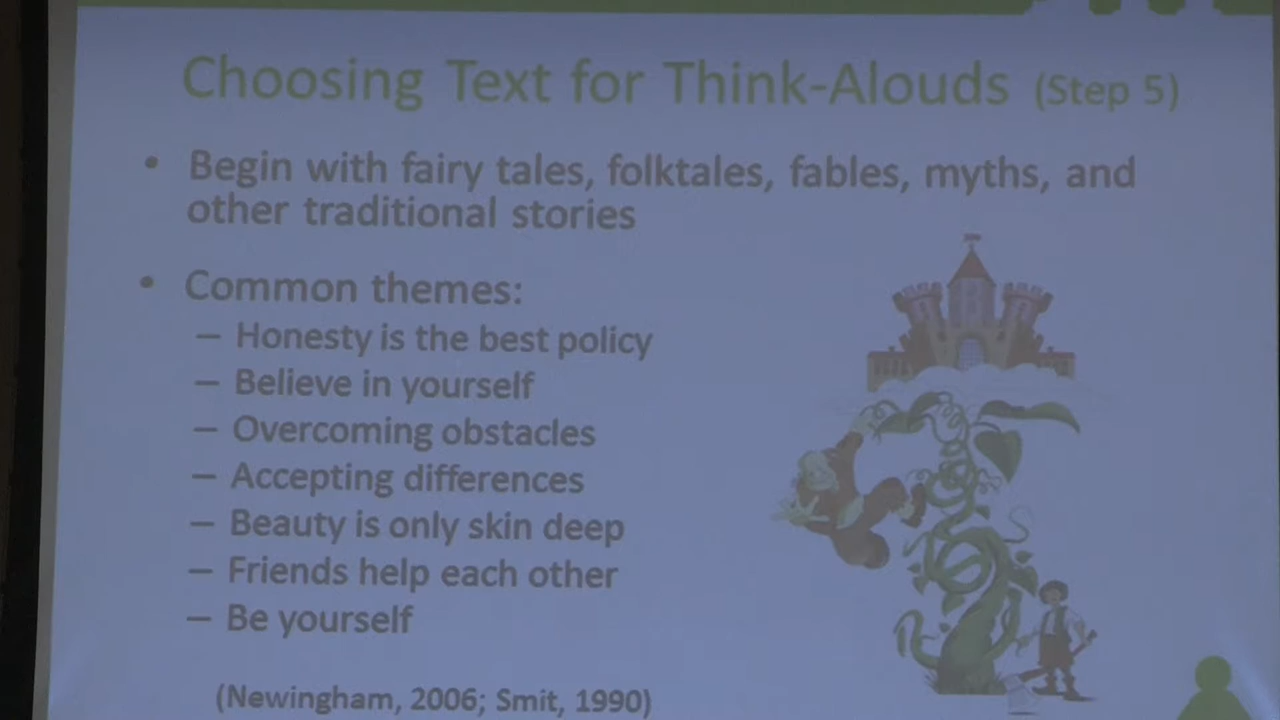 Choosing Text for Think-Alouds (Step 5)
• Begin with fairy tales, folktales, fables, myths, and
other traditional stories
• Common themes:
– Honesty is the best policy
– Believe in yourself
– Overcoming obstacles
– Accepting differences
– Beauty is only skin deep
– Friends help each other
– Be yourself
(Newingham, 2006; Smit, 1990)